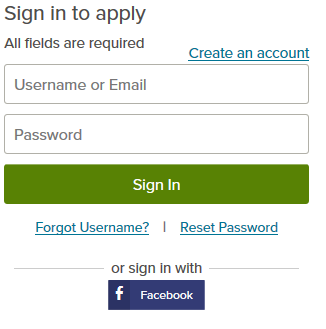 Sign in to apply
All fields are required
Create an account
Username or Email
Password
Sign In
Forgot Username? | Reset Password
or sign in with
f Facebook